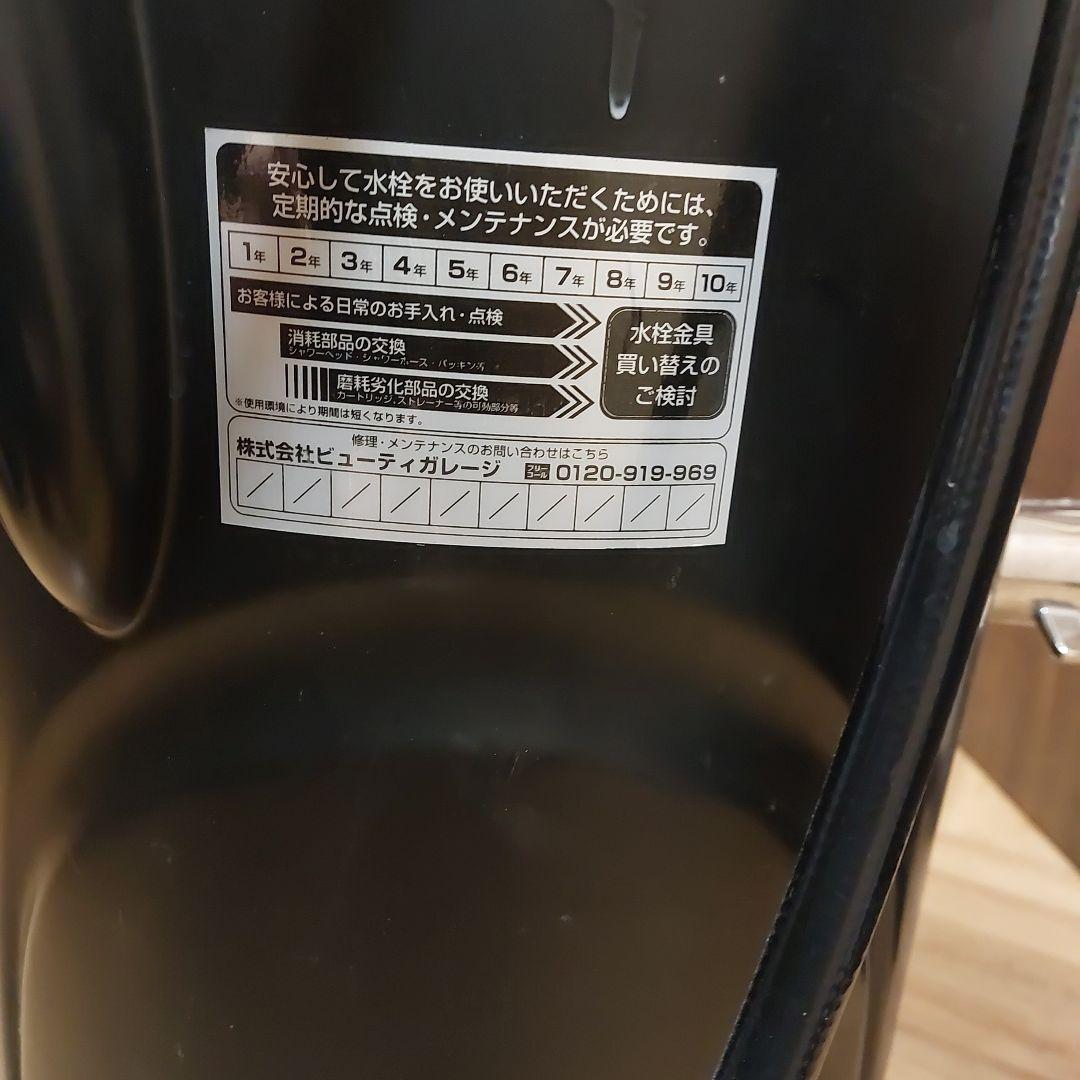 安心して水栓をお使いいただくためには、
定期的な点検・メンテナンスが必要です。
1年 2年 3年 4年 5年 6年 7年 8年 9年 10年
お客様による日常のお手入れ・点検
消耗部品の交換
シャワーヘッド・シャワーホース・パッキン等
磨耗劣化部品の交換
カートリッジ、ストレーナー等の可動部分等
水栓金具
買い替えの
ご検討
※使用環境により期間は短くなります。
修理・メンテナンスのお問い合わせはこちら
株式会社ビューティガレージ フリーコール 0120-919-969
/ / / / / / / / / /